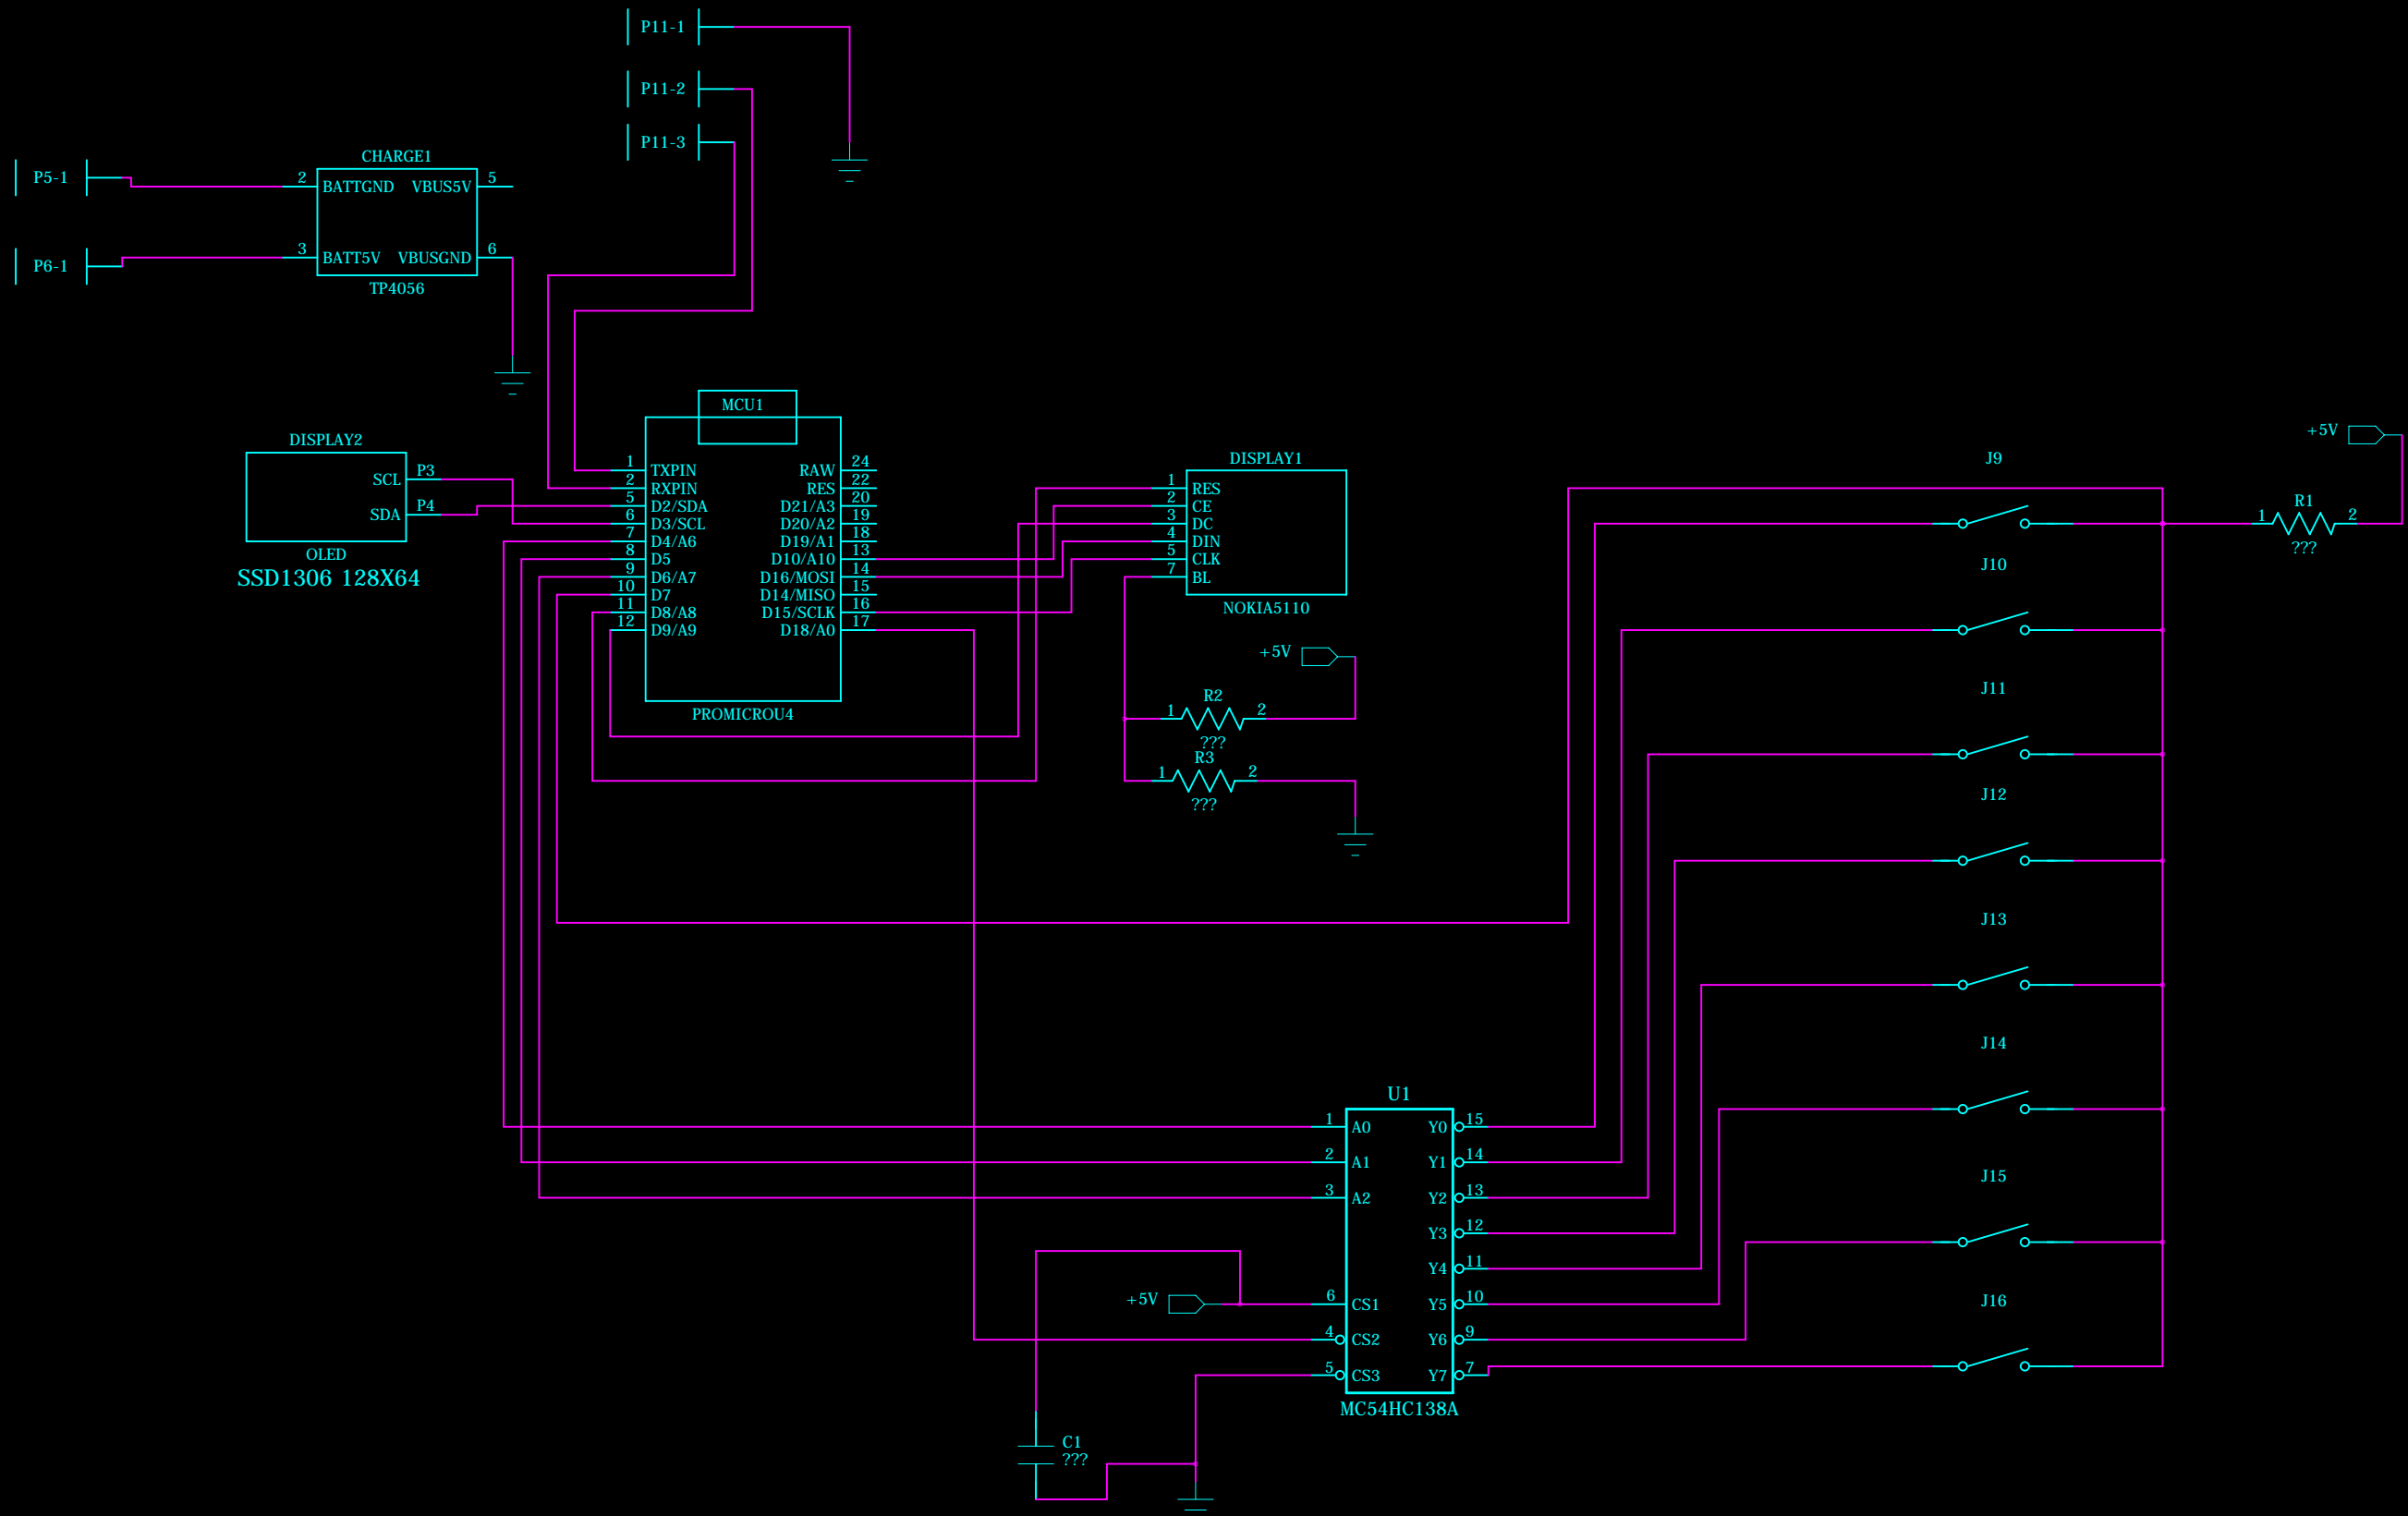 P11-1
P11-2
P11-3
CHARGE1
P5-1
2 BATTGND VBUS5V 5
P6-1
3 BATT5V VBUSGND 6
TP4056
MCU1
DISPLAY2
SCL P3
SDA P4
OLED
SSD1306 128X64
1 TXPIN RAW 24
2 RXPIN RES 22
5 D2/SDA D21/A3 20
6 D3/SCL D20/A2 19
7 D4/A6 D19/A1 18
8 D5 D10/A10 13
9 D6/A7 D16/MOSI 14
10 D7 D14/MISO 15
11 D8/A8 D15/SCLK 16
12 D9/A9 D18/A0 17
PROMICROU4
DISPLAY1
1 RES
2 CE
3 DC
4 DIN
5 CLK
7 BL
NOKIA5110
+5V
R2
1 2
???
R3
1 2
???
+5V
R1
1 2
???
J9
J10
J11
J12
J13
J14
J15
J16
U1
1 A0 Y0 15
2 A1 Y1 14
3 A2 Y2 13
Y3 12
Y4 11
+5V
6 CS1 Y5 10
4 CS2 Y6 9
5 CS3 Y7 7
MC54HC138A
C1
???